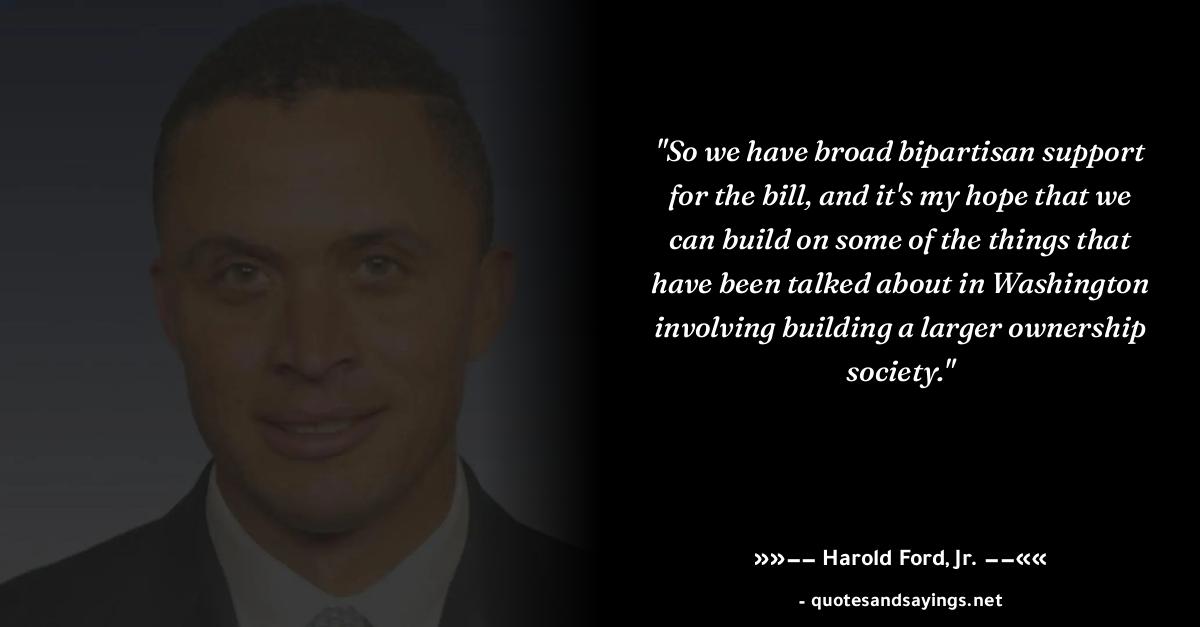 "So we have broad bipartisan support
for the bill, and it's my hope that we
can build on some of the things that
have been talked about in Washington
involving building a larger ownership
society."
»»–– Harold Ford, Jr. ––««
- quotesandsayings.net